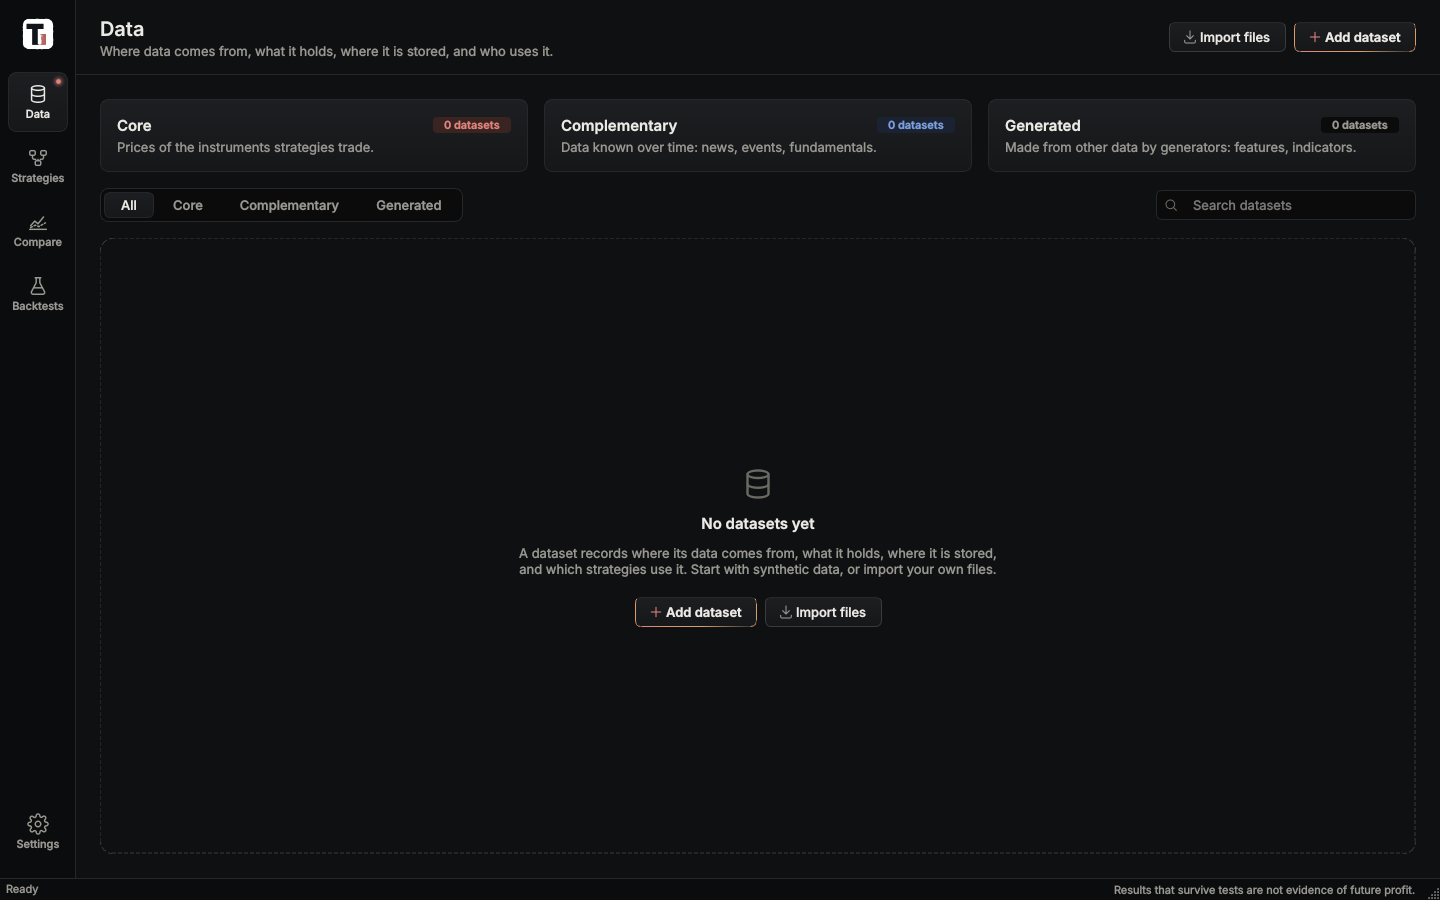 Ti
Data
Where data comes from, what it holds, where it is stored, and who uses it.
Import files
Add dataset
Data
Strategies
Compare
Backtests
Settings
Core
0 datasets
Prices of the instruments strategies trade.
Complementary
0 datasets
Data known over time: news, events, fundamentals.
Generated
0 datasets
Made from other data by generators: features, indicators.
All
Core
Complementary
Generated
Search datasets
No datasets yet
A dataset records where its data comes from, what it holds, where it is stored,
and which strategies use it. Start with synthetic data, or import your own files.
Add dataset
Import files
Ready
Results that survive tests are not evidence of future profit.